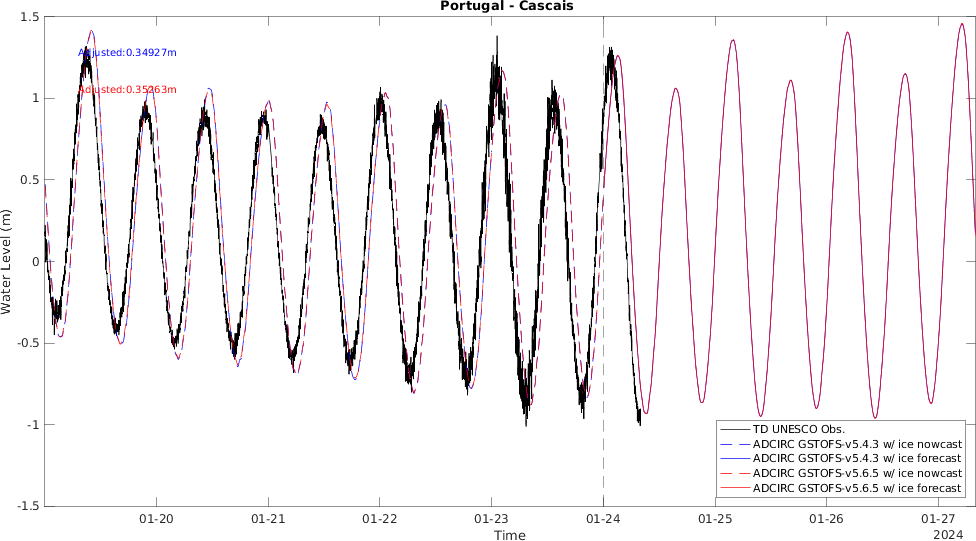 Portugal - Cascais
1.5
Adjusted:0.34927m
1
Adjusted:0.35263m
0.5
Water Level (m)
0
-0.5
-1
TD UNESCO Obs.
ADCIRC GSTOFS-v5.4.3 w/ ice nowcast
ADCIRC GSTOFS-v5.4.3 w/ ice forecast
ADCIRC GSTOFS-v5.6.5 w/ ice nowcast
ADCIRC GSTOFS-v5.6.5 w/ ice forecast
-1.5
01-20 01-21 01-22 01-23 01-24 01-25 01-26 01-27
Time
2024